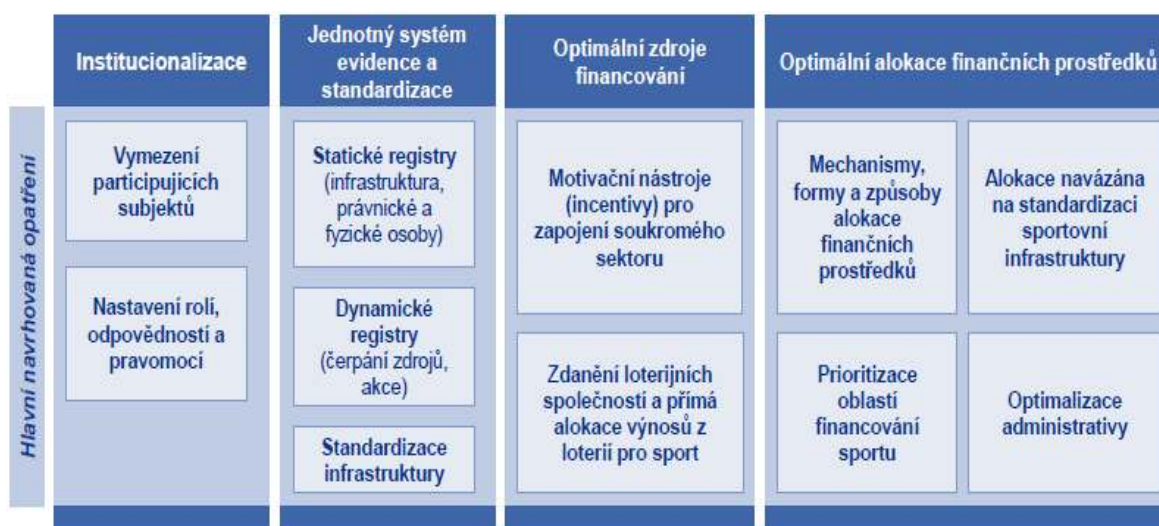 Institucionalizace
Jednotný systém
evidence a
standardizace
Optimální zdroje
financování
Optimální alokace finančních prostředků
Hlavní navrhovaná opatření
Vymezení
participujících
subjektů
Nastavení rolí,
odpovědností a
pravomocí
Statické registry
(infrastruktura,
právnické a
fyzické osoby)
Dynamické
registry
(čerpání zdrojů,
akce)
Standardizace
infrastruktury
Motivační nástroje
(incentivy) pro
zapojení soukromého
sektoru
Zdanění loterijních
společností a přímá
alokace výnosů z
loterií pro sport
Mechanismy,
formy a způsoby
alokace
finančních
prostředků
Alokace navázána
na standardizaci
sportovní
infrastruktury
Prioritizace
oblastí
financování
sportu
Optimalizace
administrativy